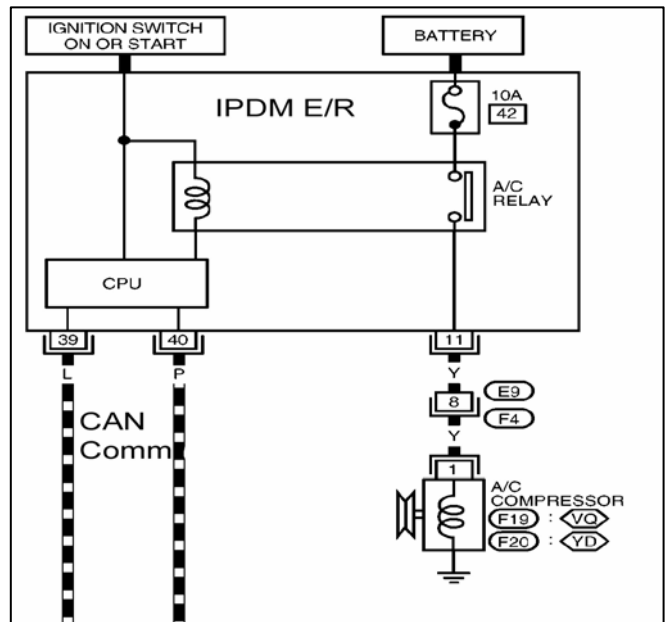 IGNITION SWITCH
ON OR START
BATTERY
IPDM E/R
10A
42
A/C
RELAY
CPU
39
40
11
L
P
Y
CAN
Comm
8
E9
F4
Y
1
A/C
COMPRESSOR
F19 : VQ
F20 : YD